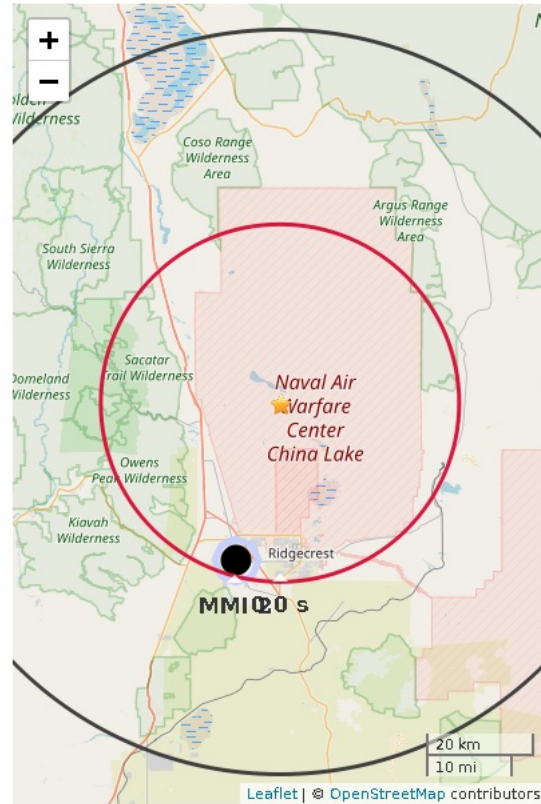 +
−
Wilderness
Coso Range
Wilderness
Area
Argus Range
Wilderness
Area
South Sierra
Wilderness
Sacatar
Trail Wilderness
Domeland
Wilderness
Naval Air
Warfare
Center
China Lake
Owens
Peak Wilderness
Kiavah
Wilderness
Ridgecrest
MMI
s
20 km
10 mi
Leaflet | © OpenStreetMap contributors